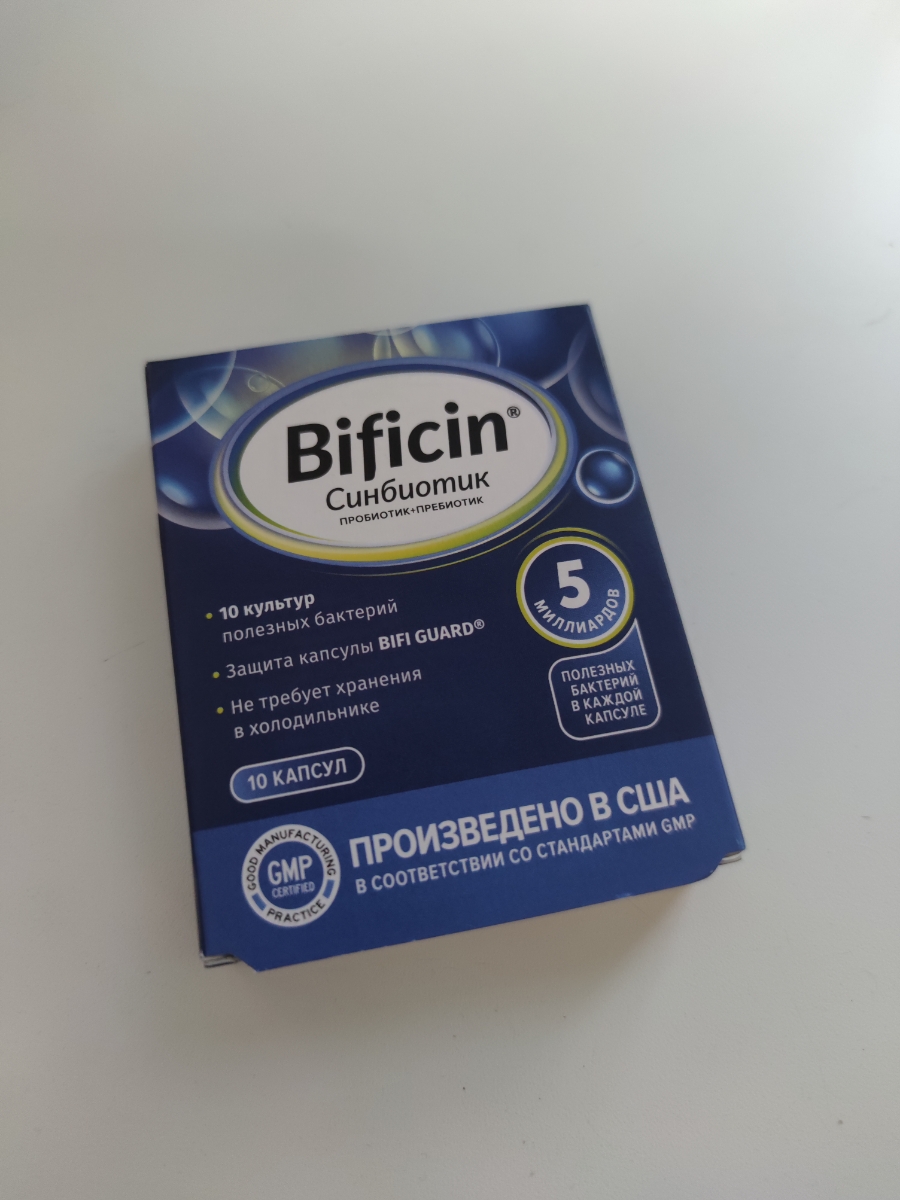 Bificin®
Синбиотик
ПРОБИОТИК+ПРЕБИОТИК
• 10 культур
полезных бактерий
• Защита капсулы BIFI GUARD®
• Не требует хранения
в холодильнике
5
МИЛЛИАРДОВ
ПОЛЕЗНЫХ
БАКТЕРИЙ
В КАЖДОЙ
КАПСУЛЕ
10 КАПСУЛ
GOOD MANUFACTURING
GMP
CERTIFIED
PRACTICE
ПРОИЗВЕДЕНО В США
В СООТВЕТСТВИИ СО СТАНДАРТАМИ GMP